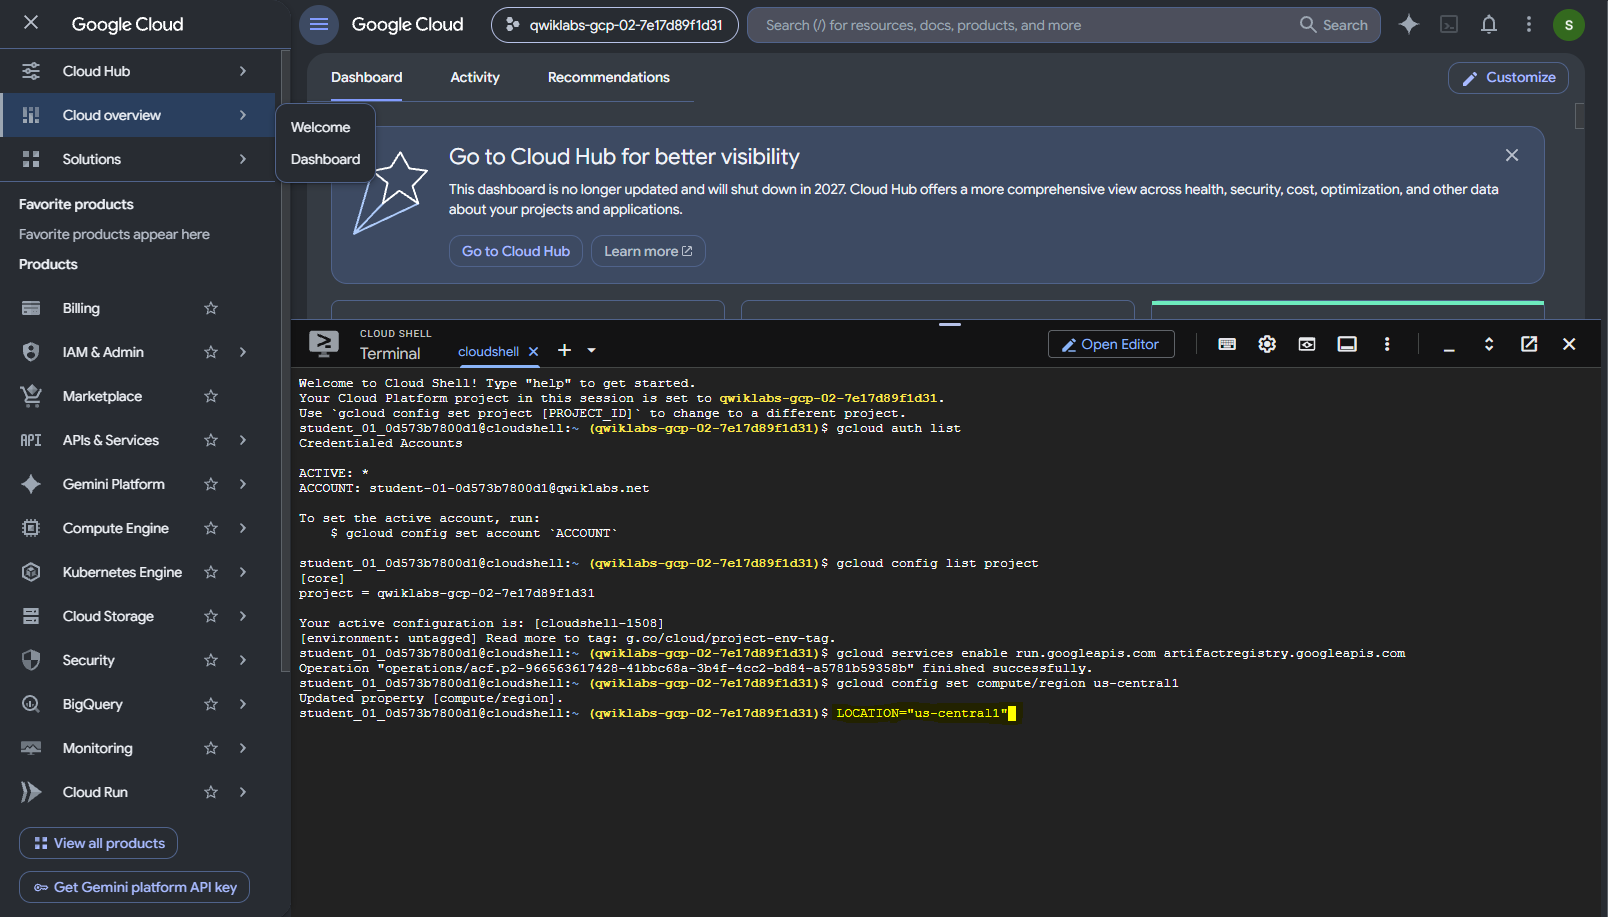 Google Cloud
Cloud Hub
Cloud overview
Solutions
Favorite products
Favorite products appear here
Products
Billing
IAM & Admin
Marketplace
API APIs & Services
Gemini Platform
Compute Engine
Kubernetes Engine
Cloud Storage
Security
BigQuery
Monitoring
Cloud Run
View all products
Get Gemini platform API key
Welcome
Dashboard
Google Cloud
qwiklabs-gcp-02-7e17d89f1d31
Search (/) for resources, docs, products, and more
Search
S
Dashboard Activity Recommendations
Customize
Go to Cloud Hub for better visibility
This dashboard is no longer updated and will shut down in 2027. Cloud Hub offers a more comprehensive view across health, security, cost, optimization, and other data
about your projects and applications.
Go to Cloud Hub Learn more
CLOUD SHELL
Terminal
cloudshell
Open Editor
Welcome to Cloud Shell! Type "help" to get started.
Your Cloud Platform project in this session is set to qwiklabs-gcp-02-7e17d89f1d31.
Use `gcloud config set project [PROJECT_ID]` to change to a different project.
student_01_0d573b7800d1@cloudshell:~ (qwiklabs-gcp-02-7e17d89f1d31)$ gcloud auth list
Credentialed Accounts
ACTIVE: *
ACCOUNT: student-01-0d573b7800d1@qwiklabs.net
To set the active account, run:
$ gcloud config set account `ACCOUNT`
student_01_0d573b7800d1@cloudshell:~ (qwiklabs-gcp-02-7e17d89f1d31)$ gcloud config list project
[core]
project = qwiklabs-gcp-02-7e17d89f1d31
Your active configuration is: [cloudshell-1508]
[environment: untagged] Read more to tag: g.co/cloud/project-env-tag.
student_01_0d573b7800d1@cloudshell:~ (qwiklabs-gcp-02-7e17d89f1d31)$ gcloud services enable run.googleapis.com artifactregistry.googleapis.com
Operation "operations/acf.p2-966563617428-41bbc68a-3b4f-4cc2-bd84-a5781b59358b" finished successfully.
student_01_0d573b7800d1@cloudshell:~ (qwiklabs-gcp-02-7e17d89f1d31)$ gcloud config set compute/region us-central1
Updated property [compute/region].
student_01_0d573b7800d1@cloudshell:~ (qwiklabs-gcp-02-7e17d89f1d31)$ LOCATION="us-central1"